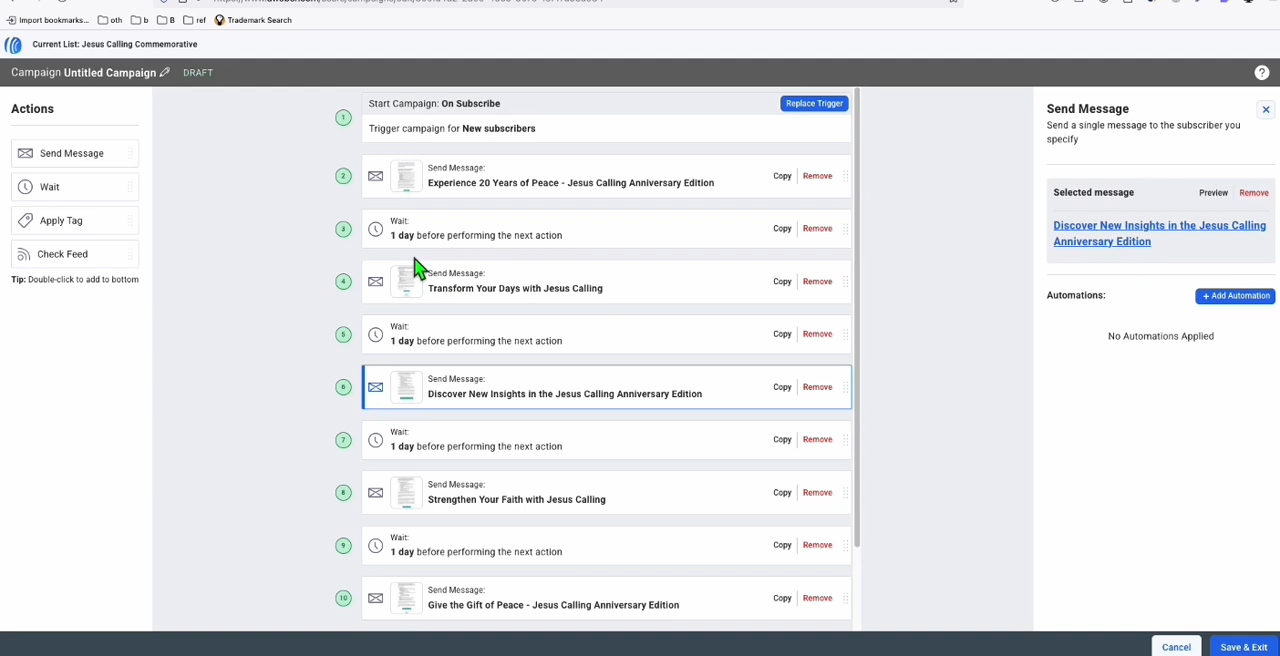 Import bookmarks...
oth
b
B
ref
Trademark Search
Current List: Jesus Calling Commemorative
Campaign Untitled Campaign
DRAFT
?
Actions
Send Message
Wait
Apply Tag
Check Feed
Tip: Double-click to add to bottom
1
Start Campaign: On Subscribe
Replace Trigger
Trigger campaign for New subscribers
2
Send Message:
Experience 20 Years of Peace - Jesus Calling Anniversary Edition
Copy
Remove
3
Wait:
1 day before performing the next action
Copy
Remove
4
Send Message:
Transform Your Days with Jesus Calling
Copy
Remove
5
Wait:
1 day before performing the next action
Copy
Remove
6
Send Message:
Discover New Insights in the Jesus Calling Anniversary Edition
Copy
Remove
7
Wait:
1 day before performing the next action
Copy
Remove
8
Send Message:
Strengthen Your Faith with Jesus Calling
Copy
Remove
9
Wait:
1 day before performing the next action
Copy
Remove
10
Send Message:
Give the Gift of Peace - Jesus Calling Anniversary Edition
Copy
Remove
Send Message
Send a single message to the subscriber you
specify
Selected message
Preview
Remove
Discover New Insights in the Jesus Calling
Anniversary Edition
Automations:
+ Add Automation
No Automations Applied
Cancel
Save & Exit